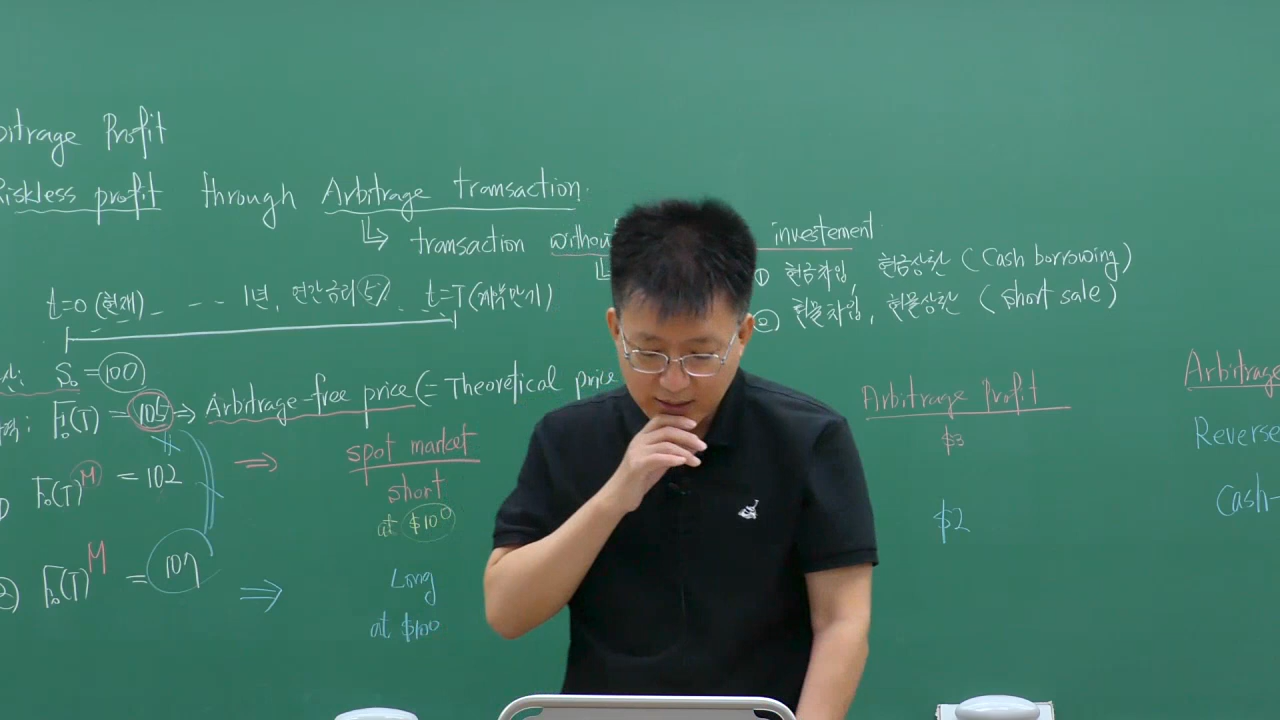 bitrage Profit
Riskless profit through Arbitrage transaction.
transaction without investement
① 현금차입, 현금상환 (Cash borrowing)
② 현물차입, 현물상환 (short sale)
t=0 (현재) - - - 1년, 연간금리 5% t=T (계약만기)
S₀ = 100
F₀(T) = 105 ⇒ Arbitrage-free price (= Theoretical price
F₀(T)ᴹ = 102 ⇒
② F₀(T)ᴹ = 107 ⇒
spot market
short
at $100
Long
at $100
Arbitrage Profit
$3
$2
Arbitrage
Reverse
Cash-